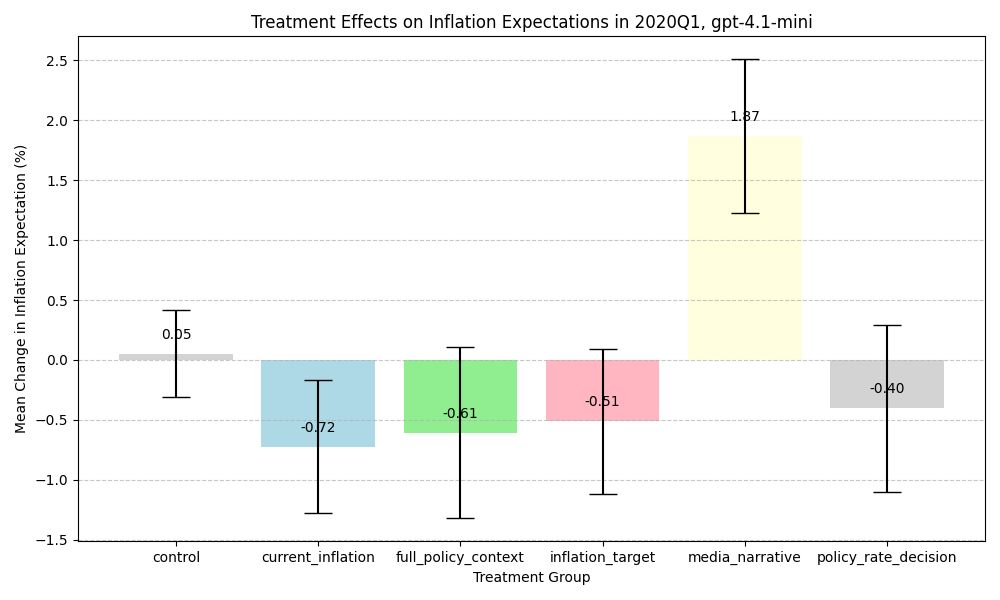 Treatment Effects on Inflation Expectations in 2020Q1, gpt-4.1-mini
Mean Change in Inflation Expectation (%)
2.5
2.0
1.5
1.0
0.5
0.0
−0.5
−1.0
−1.5
0.05
-0.72
-0.61
-0.51
1.87
-0.40
control
current_inflation
full_policy_context
inflation_target
media_narrative
policy_rate_decision
Treatment Group